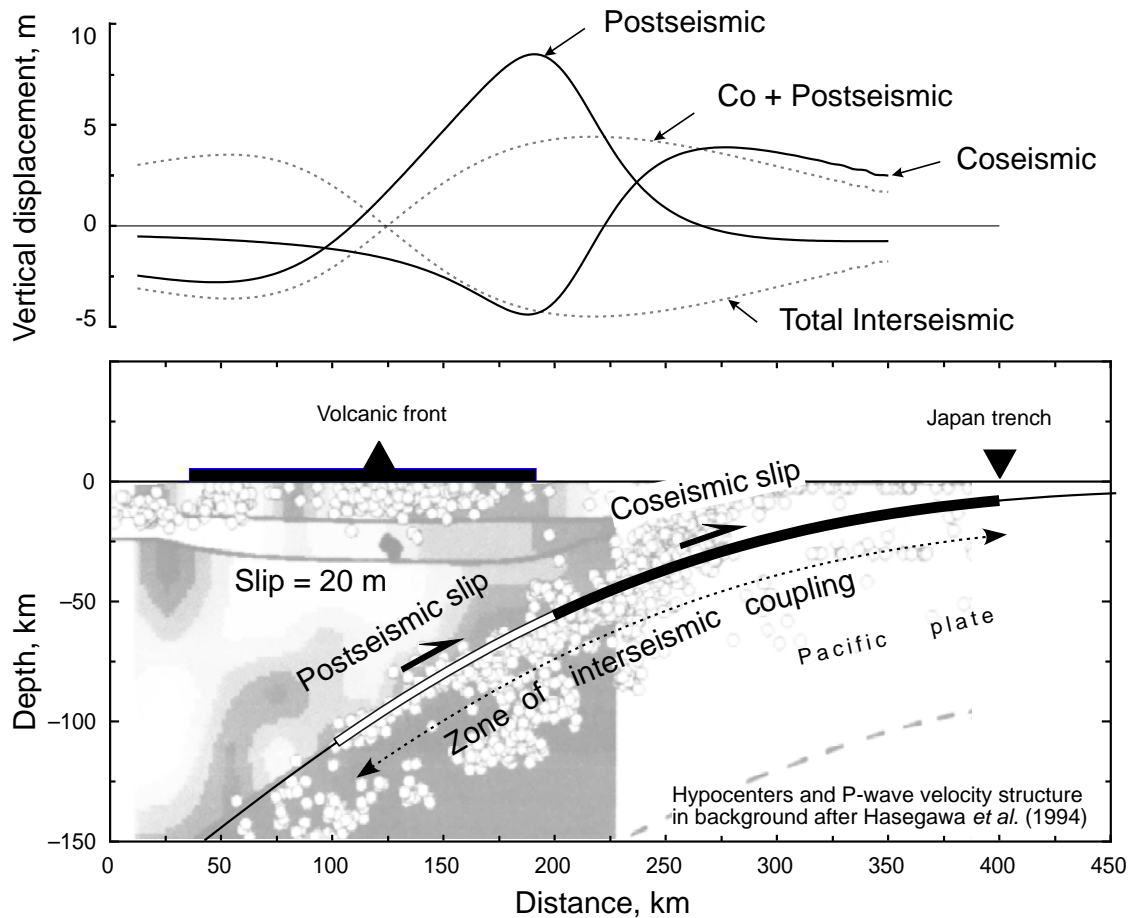 Vertical displacement, m
10
5
0
-5
Postseismic
Co + Postseismic
Coseismic
Total Interseismic
Volcanic front
Japan trench
Depth, km
0
−50
−100
−150
Coseismic slip
Slip = 20 m
Postseismic slip
Zone of interseismic coupling
Pacific plate
Hypocenters and P-wave velocity structure
in background after Hasegawa et al. (1994)
0 50 100 150 200 250 300 350 400 450
Distance, km